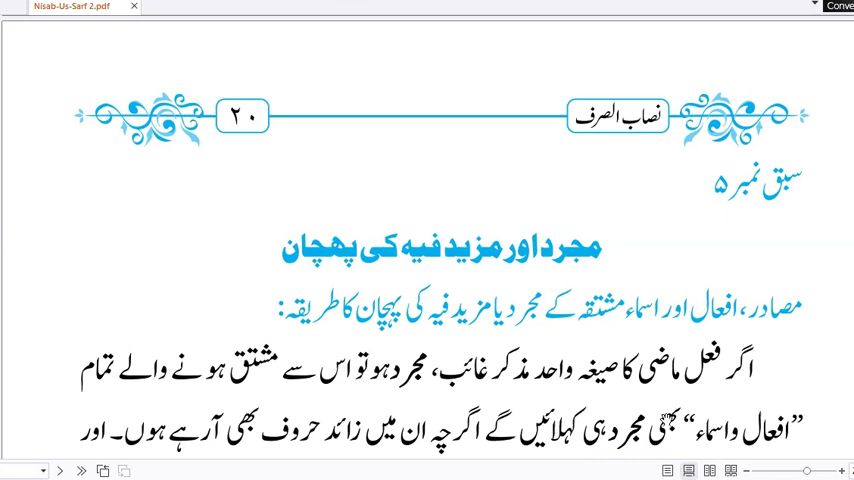 Nisab-Us-Sarf 2.pdf
Conve
نصاب الصرف
۲۰
سبق نمبر ۵
مجرد اور مزید فیہ کی پہچان
مصادر، افعال اور اسماء مشتقہ کے مجرد یا مزید فیہ کی پہچان کا طریقہ:
اگر فعل ماضی کا صیغہ واحد مذکر غائب، مجرد ہو تو اس سے مشتق ہونے والے تمام
”افعال واسماء“ بھی مجرد ہی کہلائیں گے اگرچہ ان میں زائد حروف بھی آرہے ہوں۔ اور